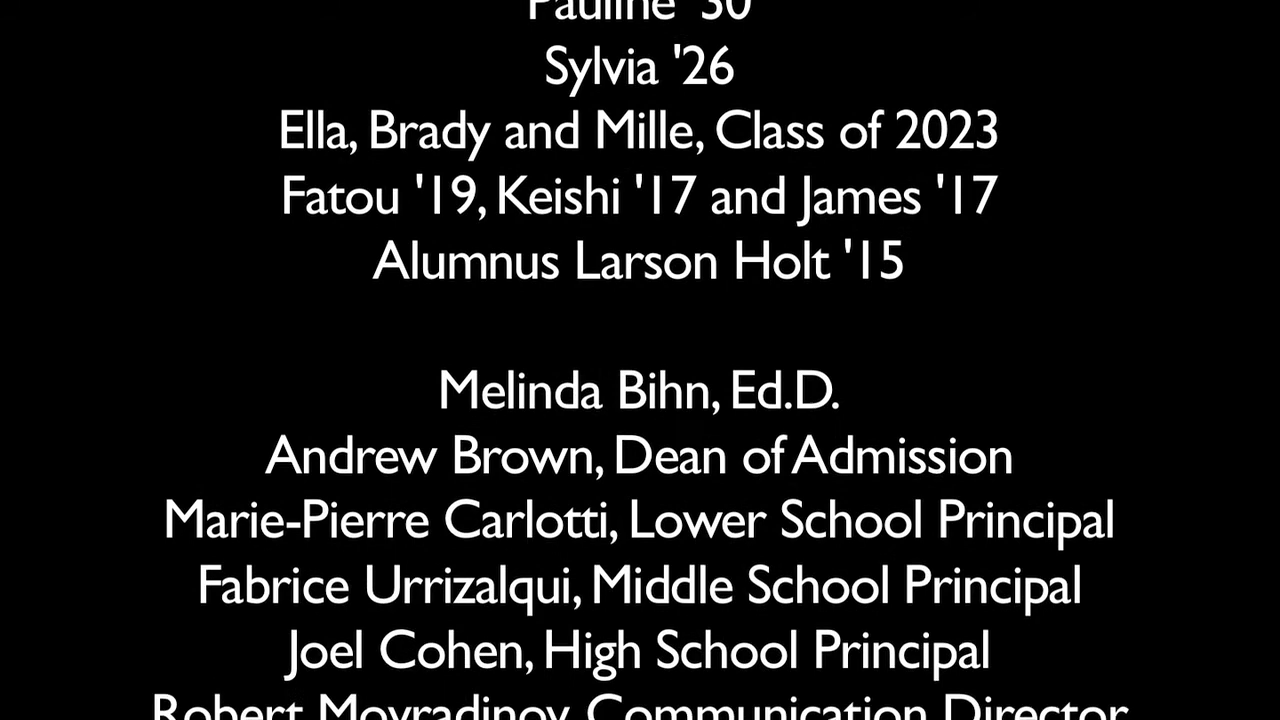 Pauline '30
Sylvia '26
Ella, Brady and Mille, Class of 2023
Fatou '19, Keishi '17 and James '17
Alumnus Larson Holt '15
Melinda Bihn, Ed.D.
Andrew Brown, Dean of Admission
Marie-Pierre Carlotti, Lower School Principal
Fabrice Urrizalqui, Middle School Principal
Joel Cohen, High School Principal
Robert Movradinov, Communication Director